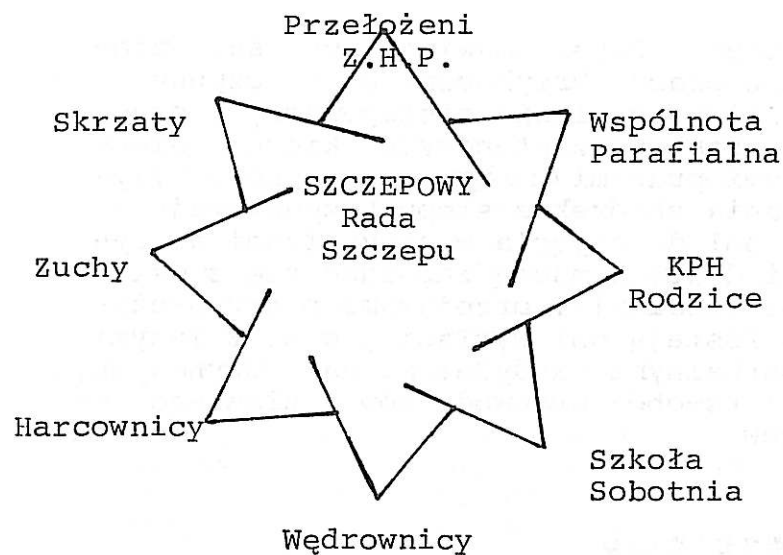 Przełożeni
Z.H.P.
Skrzaty
Wspólnota
Parafialna
SZCZEPOWY
Rada
Szczepu
Zuchy
KPH
Rodzice
Harcownicy
Szkoła
Sobotnia
Wędrownicy